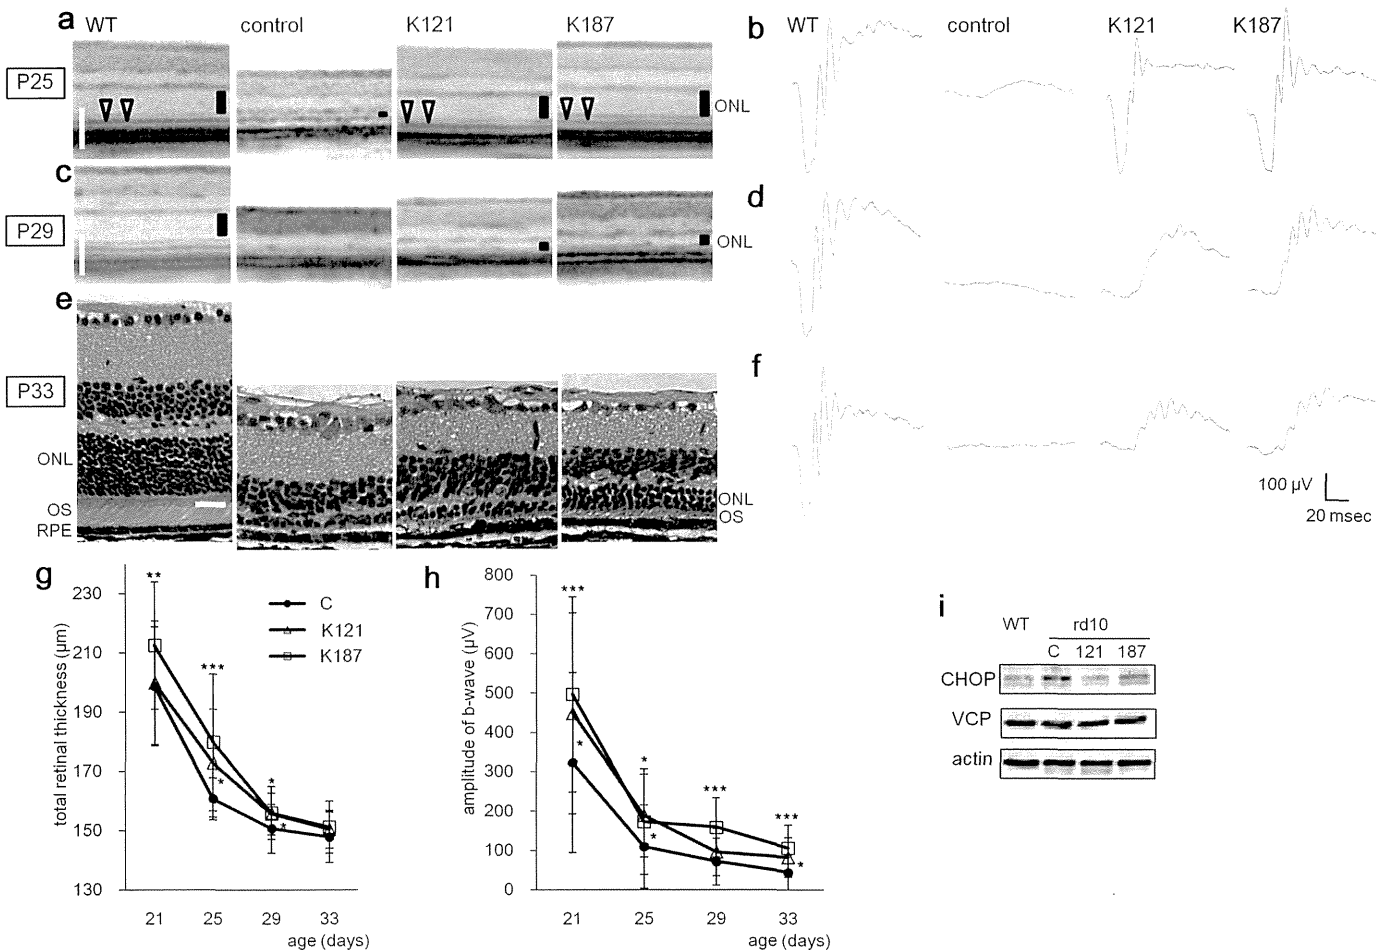 a WT control K121 K187
P25
ONL
b WT control K121 K187
c
P29
ONL
d
e
P33
ONL
OS
RPE
ONL
OS
f
100 µV
20 msec
g
total retinal thickness (µm)
230
210
190
170
150
130
** *** * * *
C
K121
K187
21 25 29 33
age (days)
h
amplitude of b-wave (µV)
800
700
600
500
400
300
200
100
0
*** * * * *** *** *
21 25 29 33
age (days)
i
WT rd10
C 121 187
CHOP
VCP
actin